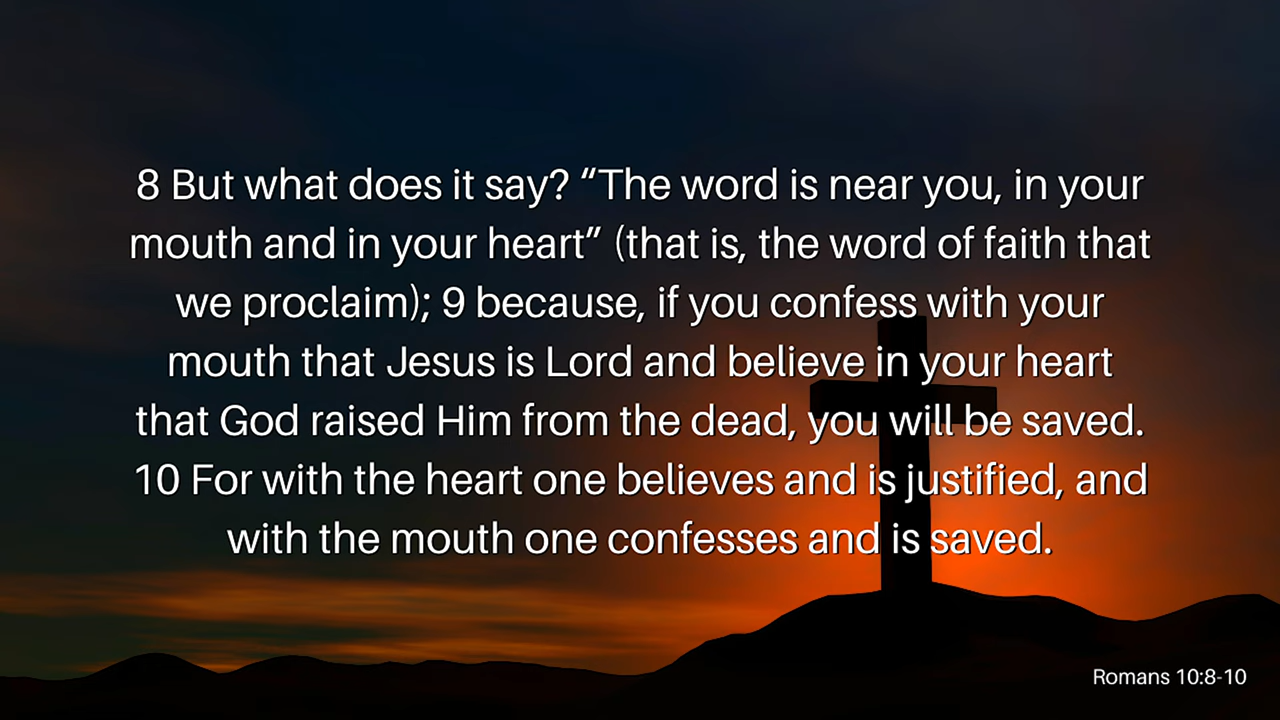 8 But what does it say? “The word is near you, in your
mouth and in your heart” (that is, the word of faith that
we proclaim); 9 because, if you confess with your
mouth that Jesus is Lord and believe in your heart
that God raised Him from the dead, you will be saved.
10 For with the heart one believes and is justified, and
with the mouth one confesses and is saved.
Romans 10:8-10